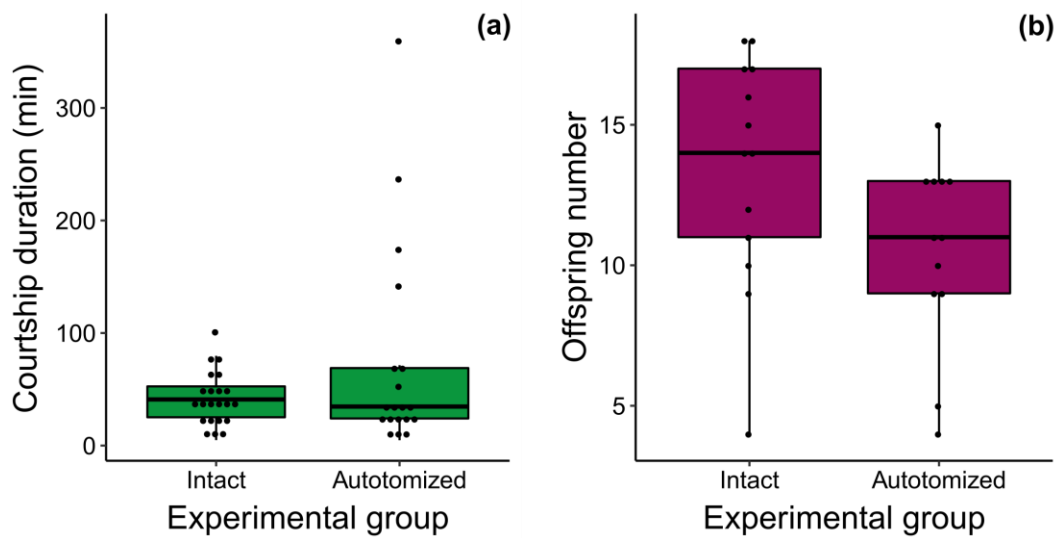 (a)
Courtship duration (min)
300
200
100
0
Intact
Autotomized
Experimental group
(b)
Offspring number
15
10
5
Intact
Autotomized
Experimental group